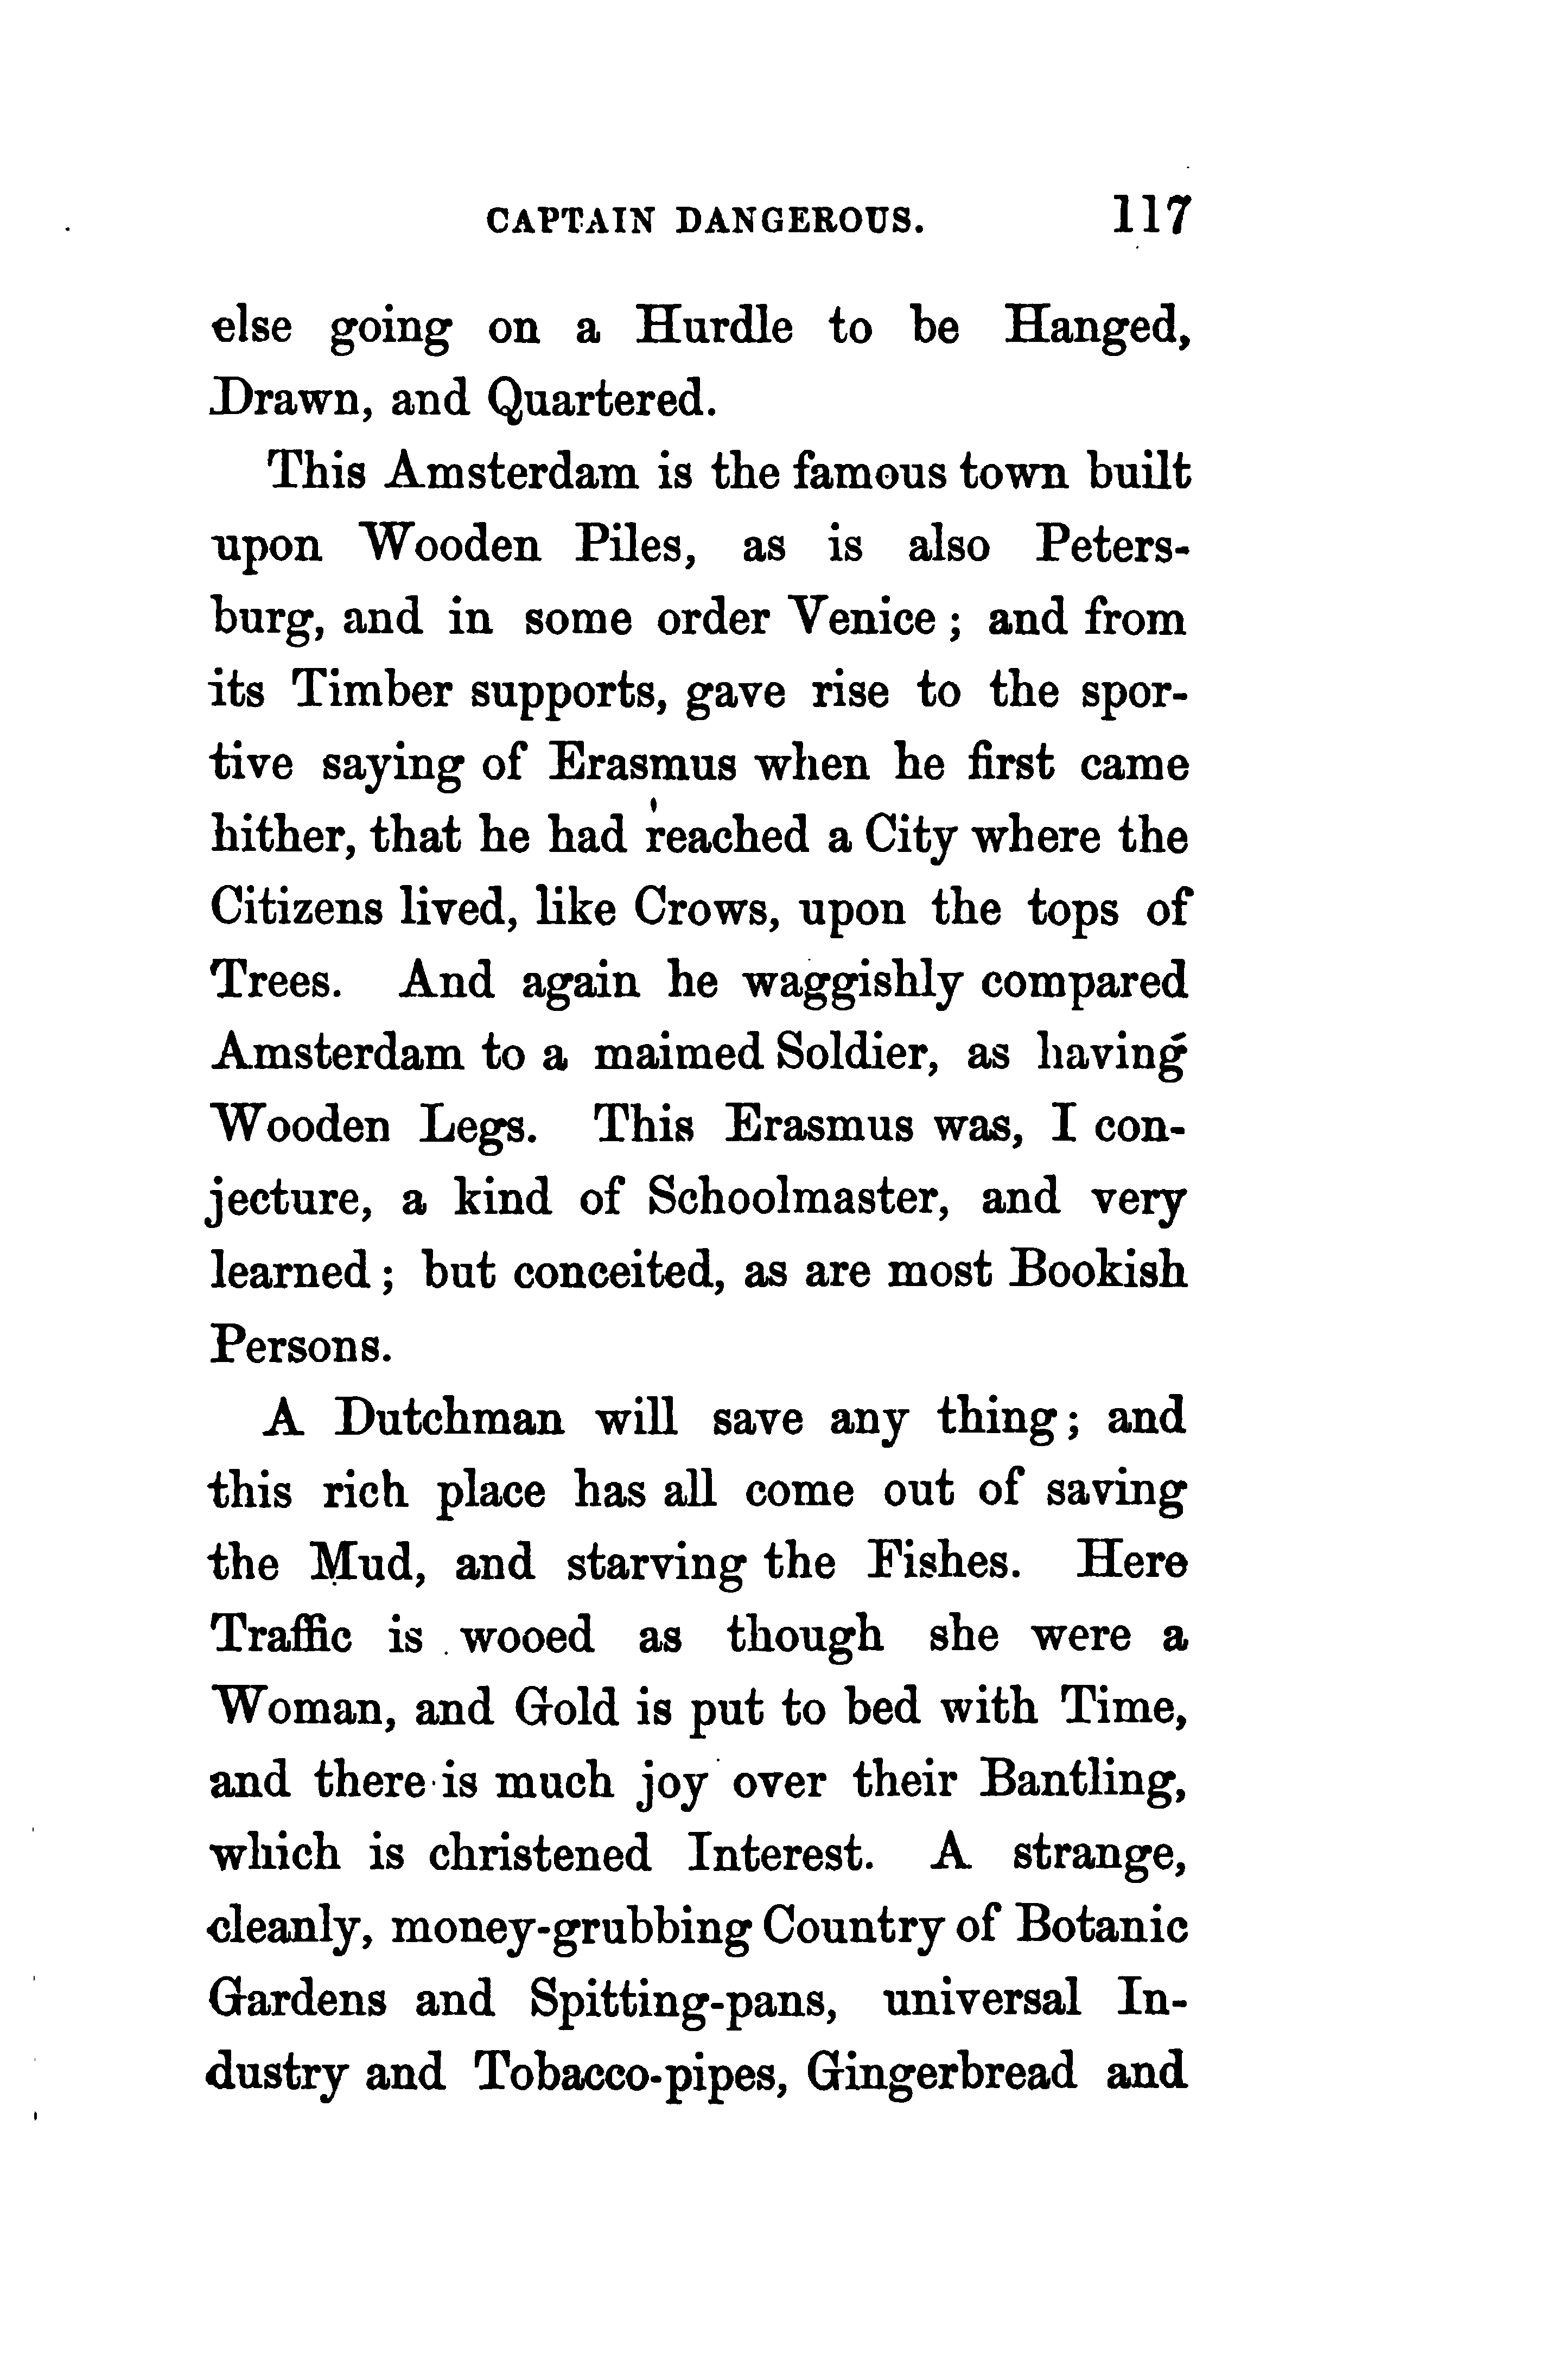 CAPTAIN DANGEROUS. 117
else going on a Hurdle to be Hanged,
Drawn, and Quartered.
This Amsterdam is the famous town built
upon Wooden Piles, as is also Peters-
burg, and in some order Venice ; and from
its Timber supports, gave rise to the spor-
tive saying of Erasmus when he first came
hither, that he had reached a City where the
Citizens lived, like Crows, upon the tops of
Trees. And again he waggishly compared
Amsterdam to a maimed Soldier, as having
Wooden Legs. This Erasmus was, I con-
jecture, a kind of Schoolmaster, and very
learned ; but conceited, as are most Bookish
Persons.
A Dutchman will save any thing ; and
this rich place has all come out of saving
the Mud, and starving the Fishes. Here
Traffic is wooed as though she were a
Woman, and Gold is put to bed with Time,
and there is much joy over their Bantling,
which is christened Interest. A strange,
cleanly, money-grubbing Country of Botanic
Gardens and Spitting-pans, universal In-
dustry and Tobacco-pipes, Gingerbread and